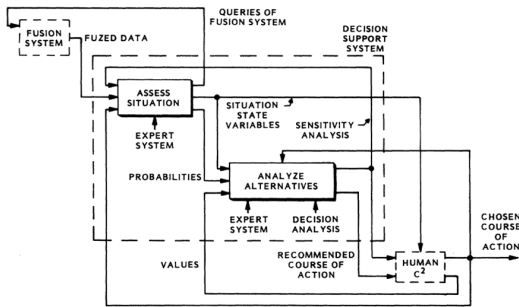 QUERIES OF
FUSION SYSTEM
DECISION
SUPPORT
SYSTEM
FUSION
SYSTEM
FUZED DATA
ASSESS
SITUATION
SITUATION
STATE
VARIABLES
SENSITIVITY
ANALYSIS
EXPERT
SYSTEM
PROBABILITIES
ANALYZE
ALTERNATIVES
EXPERT
SYSTEM
DECISION
ANALYSIS
CHOSEN
COURSE
OF
ACTION
VALUES
RECOMMENDED
COURSE OF
ACTION
HUMAN
C²